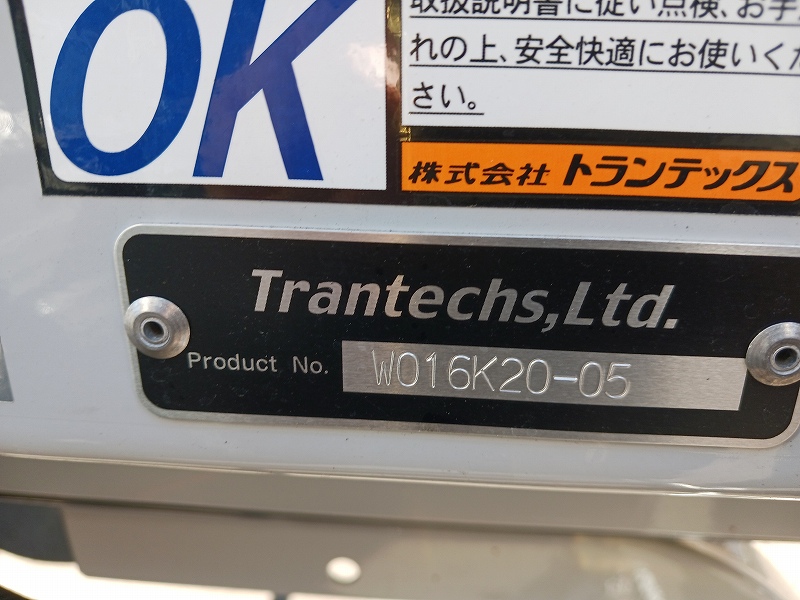 OK
取扱説明書に従い点検、お手
れの上、安全快適にお使いくだ
さい。
株式会社 トランテックス
Trantechs,Ltd.
Product No. W016K20-05